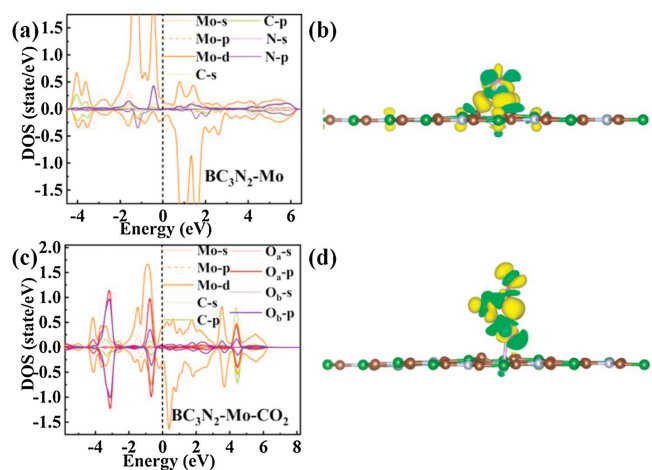 (a)
DOS (state/eV)
1.5
1.0
0.5
0.0
0.5
1.0
-1.5
Mo-s
Mo-p
Mo-d
C-s
C-p
N-s
N-p
BC₃N₂-Mo
-4 -2 0 2 4 6
Energy (eV)
(b)
(c)
DOS (state/eV)
2.0
1.5
1.0
0.5
0.0
-0.5
-1.0
-1.5
Mo-s
Mo-p
Mo-d
C-s
C-p
Oₐ-s
Oₐ-p
O_b-s
O_b-p
BC₃N₂-Mo-CO₂
-4 -2 0 2 4 6 8
Energy (eV)
(d)